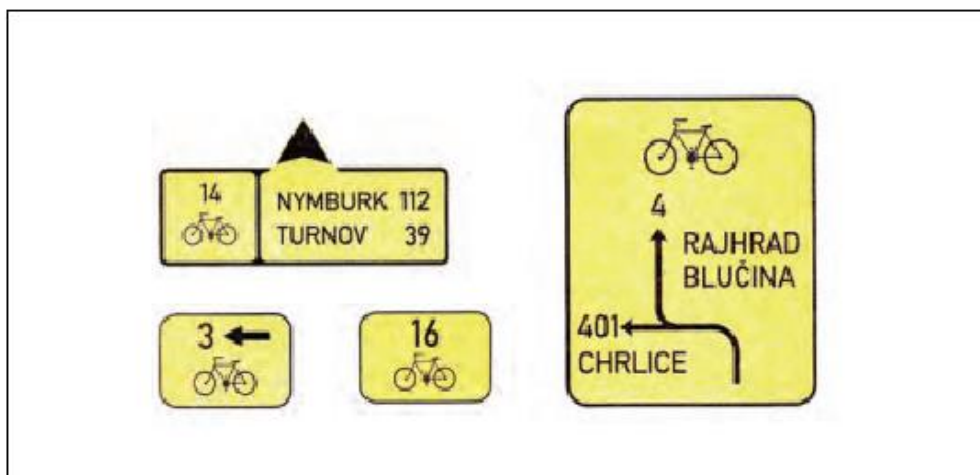 14
NYMBURK 112
TURNOV 39
3
16
4
RAJHRAD
BLUČINA
401
CHRLICE